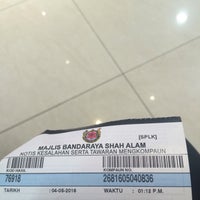 [SPLK]
MAJLIS BANDARAYA SHAH ALAM
NOTIS KESALAHAN SERTA TAWARAN MENGKOMPAUN
KOD HASIL KOMPAUN NO.
76918 2681605040836
TARIKH : 04-05-2016 WAKTU : 01:12 P.M.